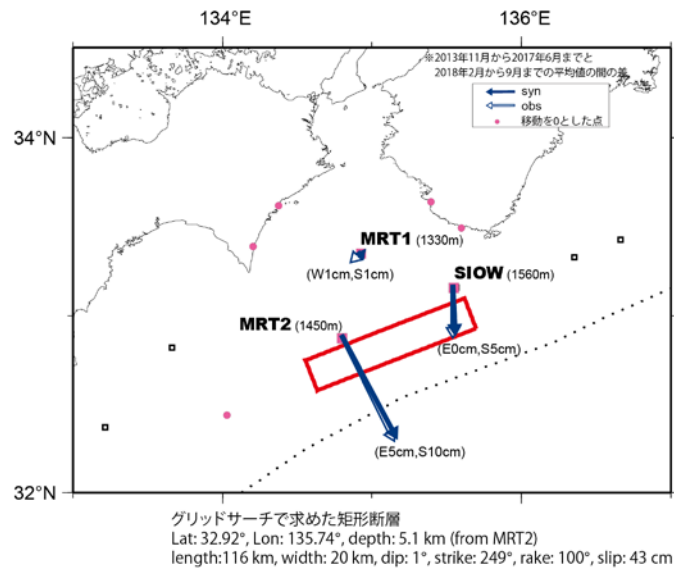 134°E
136°E
※2013年11月から2017年6月までと
2018年2月から9月までの平均値の間の差
syn
obs
移動を0とした点
34°N
MRT1 (1330m)
(W1cm,S1cm)
SIOW (1560m)
MRT2 (1450m)
(E0cm,S5cm)
(E5cm,S10cm)
32°N
グリッドサーチで求めた矩形断層
Lat: 32.92°, Lon: 135.74°, depth: 5.1 km (from MRT2)
length:116 km, width: 20 km, dip: 1°, strike: 249°, rake: 100°, slip: 43 cm